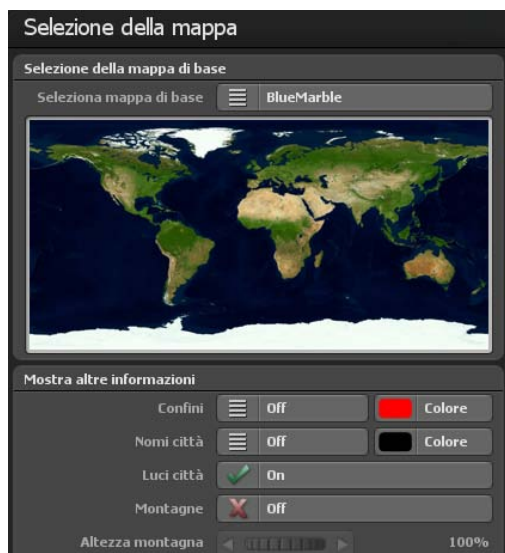 Selezione della mappa
Selezione della mappa di base
Seleziona mappa di base BlueMarble
Mostra altre informazioni
Confini Off Colore
Nomi città Off Colore
Luci città On
Montagne Off
Altezza montagna 100%